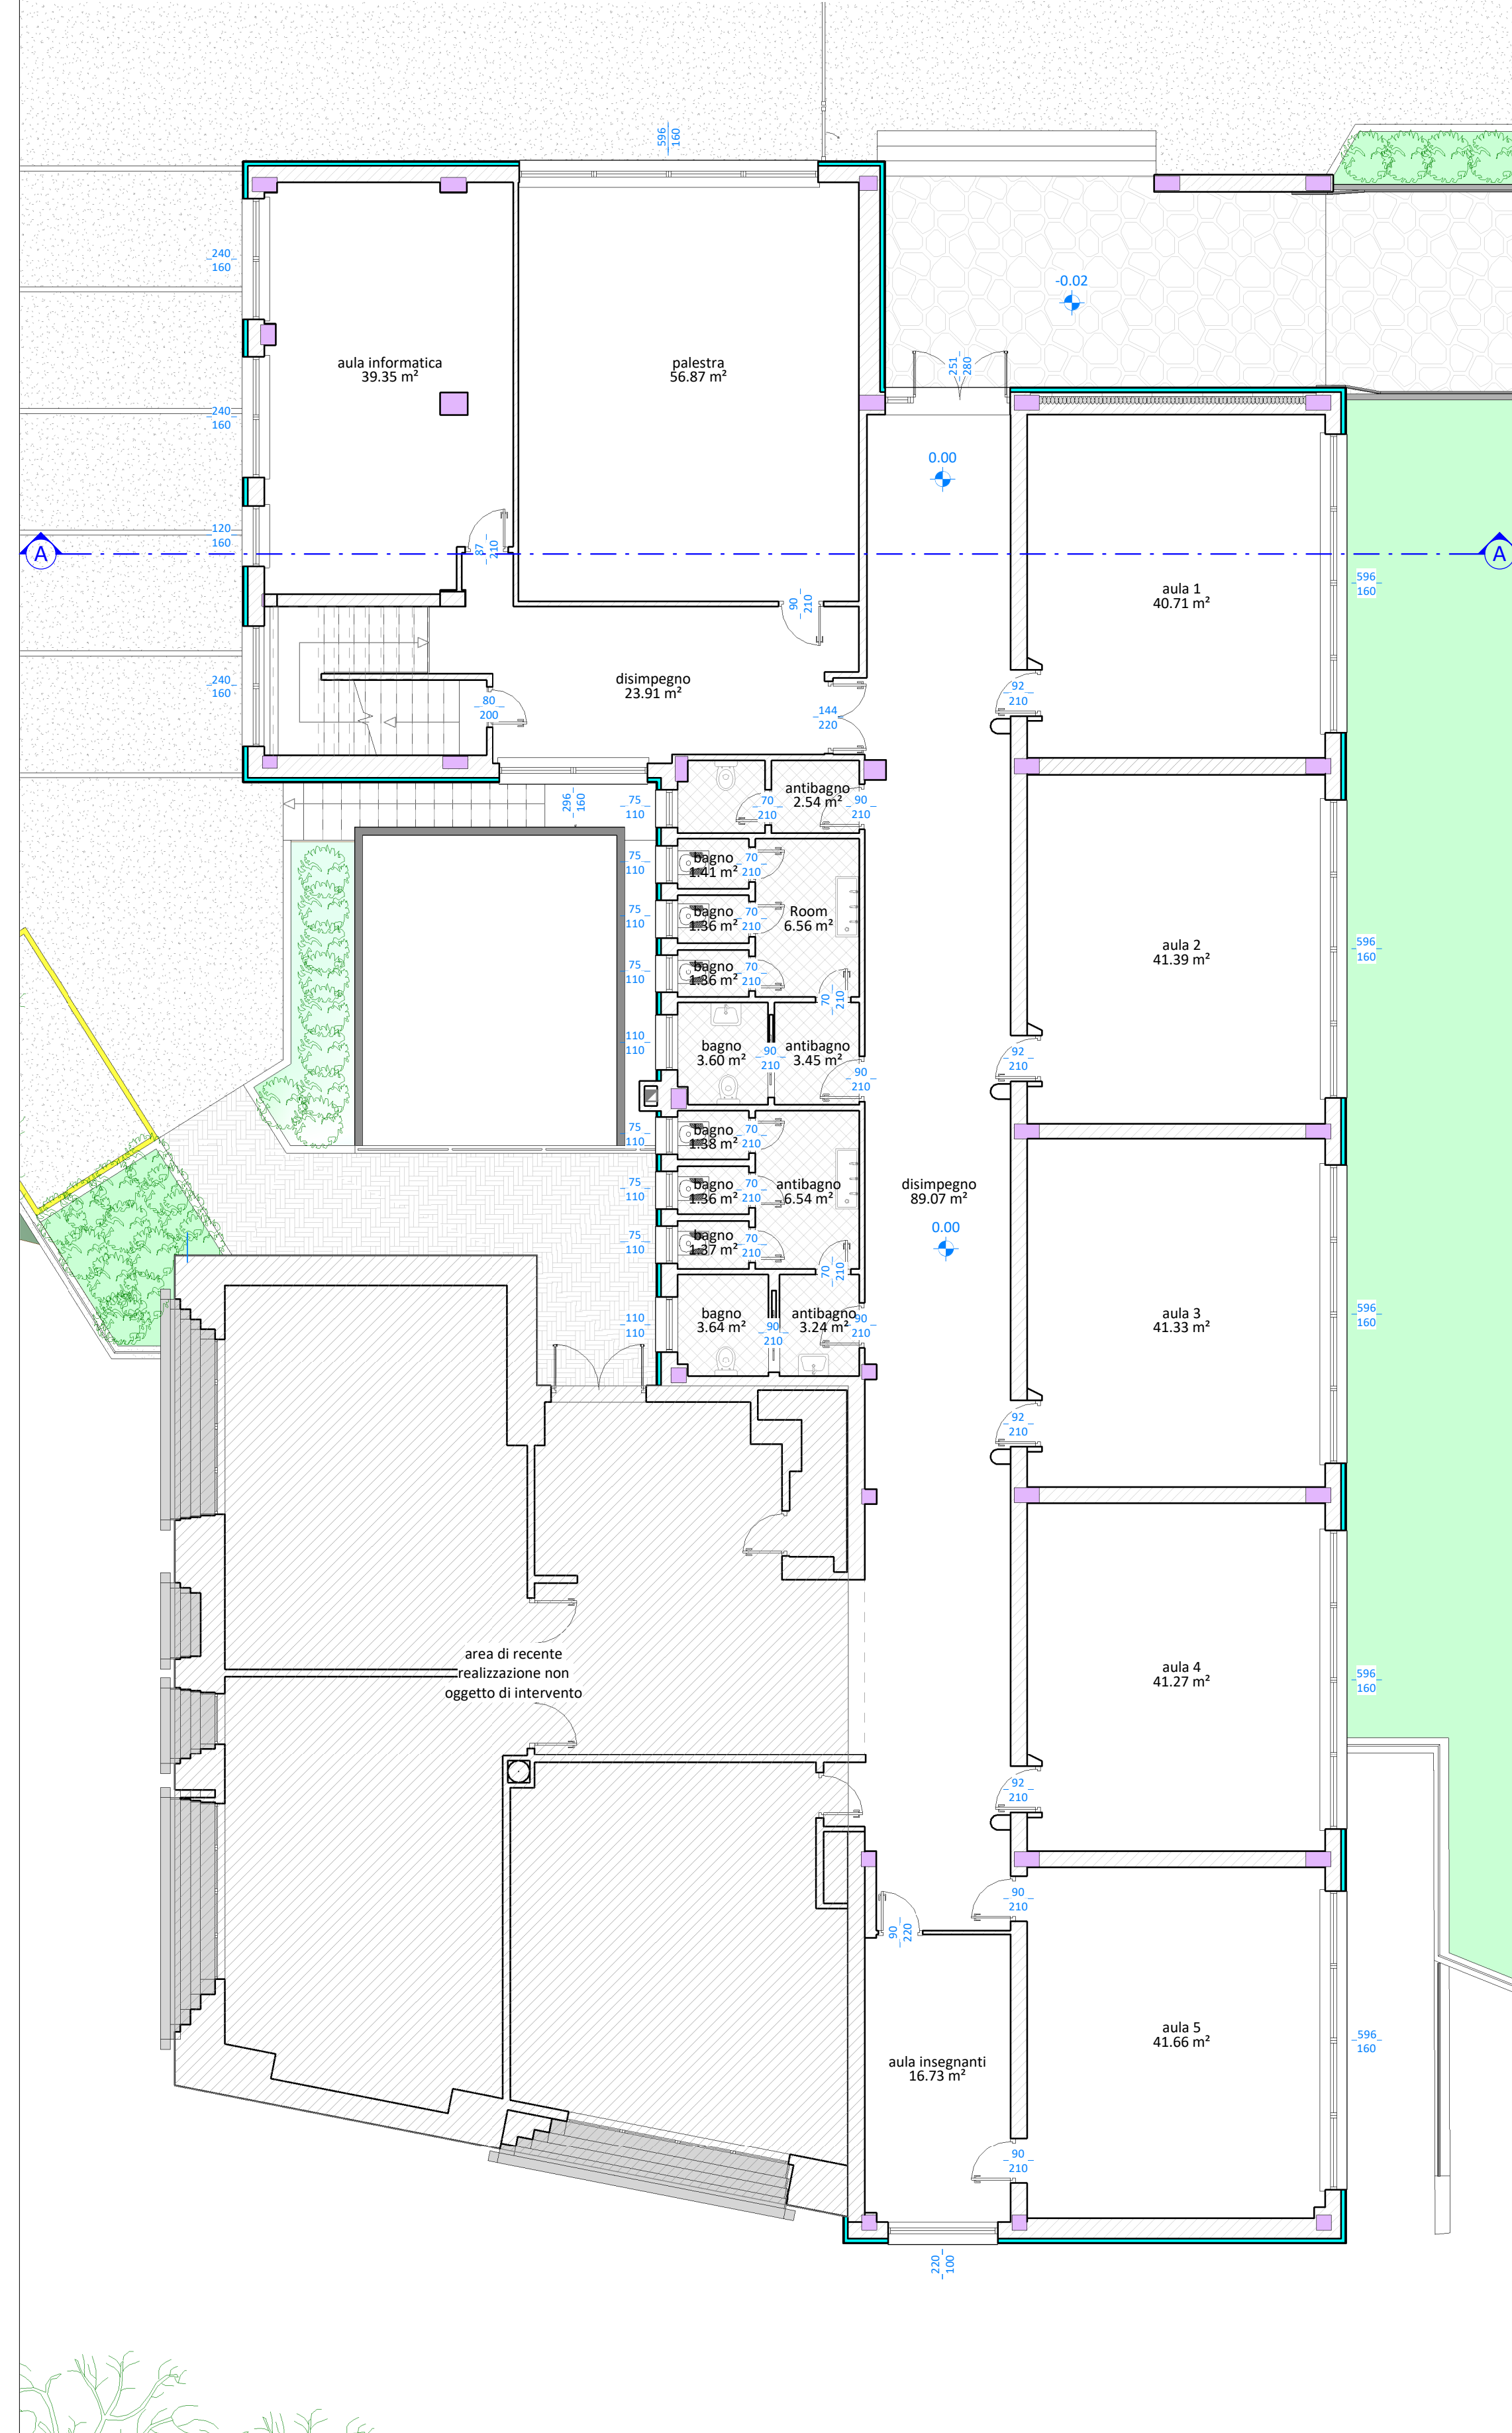 596
160
240
160
-0.02
aula informatica
39.35 m²
palestra
56.87 m²
251
280
240
160
0.00
120
160
87
210
A
A
aula 1
40.71 m²
596
160
90
210
disimpegno
23.91 m²
240
160
80
200
144
220
92
210
296
160
75
110
70
210
antibagno
2.54 m²
90
210
75
110
bagno
1.41 m²
70
210
75
110
bagno
1.36 m²
70
210
Room
6.56 m²
75
110
bagno
1.36 m²
70
210
70
210
aula 2
41.39 m²
596
160
110
110
bagno
3.60 m²
90
210
antibagno
3.45 m²
90
210
92
210
75
110
bagno
1.38 m²
70
210
75
110
bagno
1.36 m²
70
210
antibagno
6.54 m²
75
110
bagno
1.37 m²
70
210
70
210
disimpegno
89.07 m²
0.00
110
110
bagno
3.64 m²
90
210
antibagno
3.24 m²
90
210
aula 3
41.33 m²
596
160
92
210
area di recente
realizzazione non
oggetto di intervento
aula 4
41.27 m²
596
160
92
210
90
210
90
220
aula 5
41.66 m²
596
160
aula insegnanti
16.73 m²
90
210
220
100